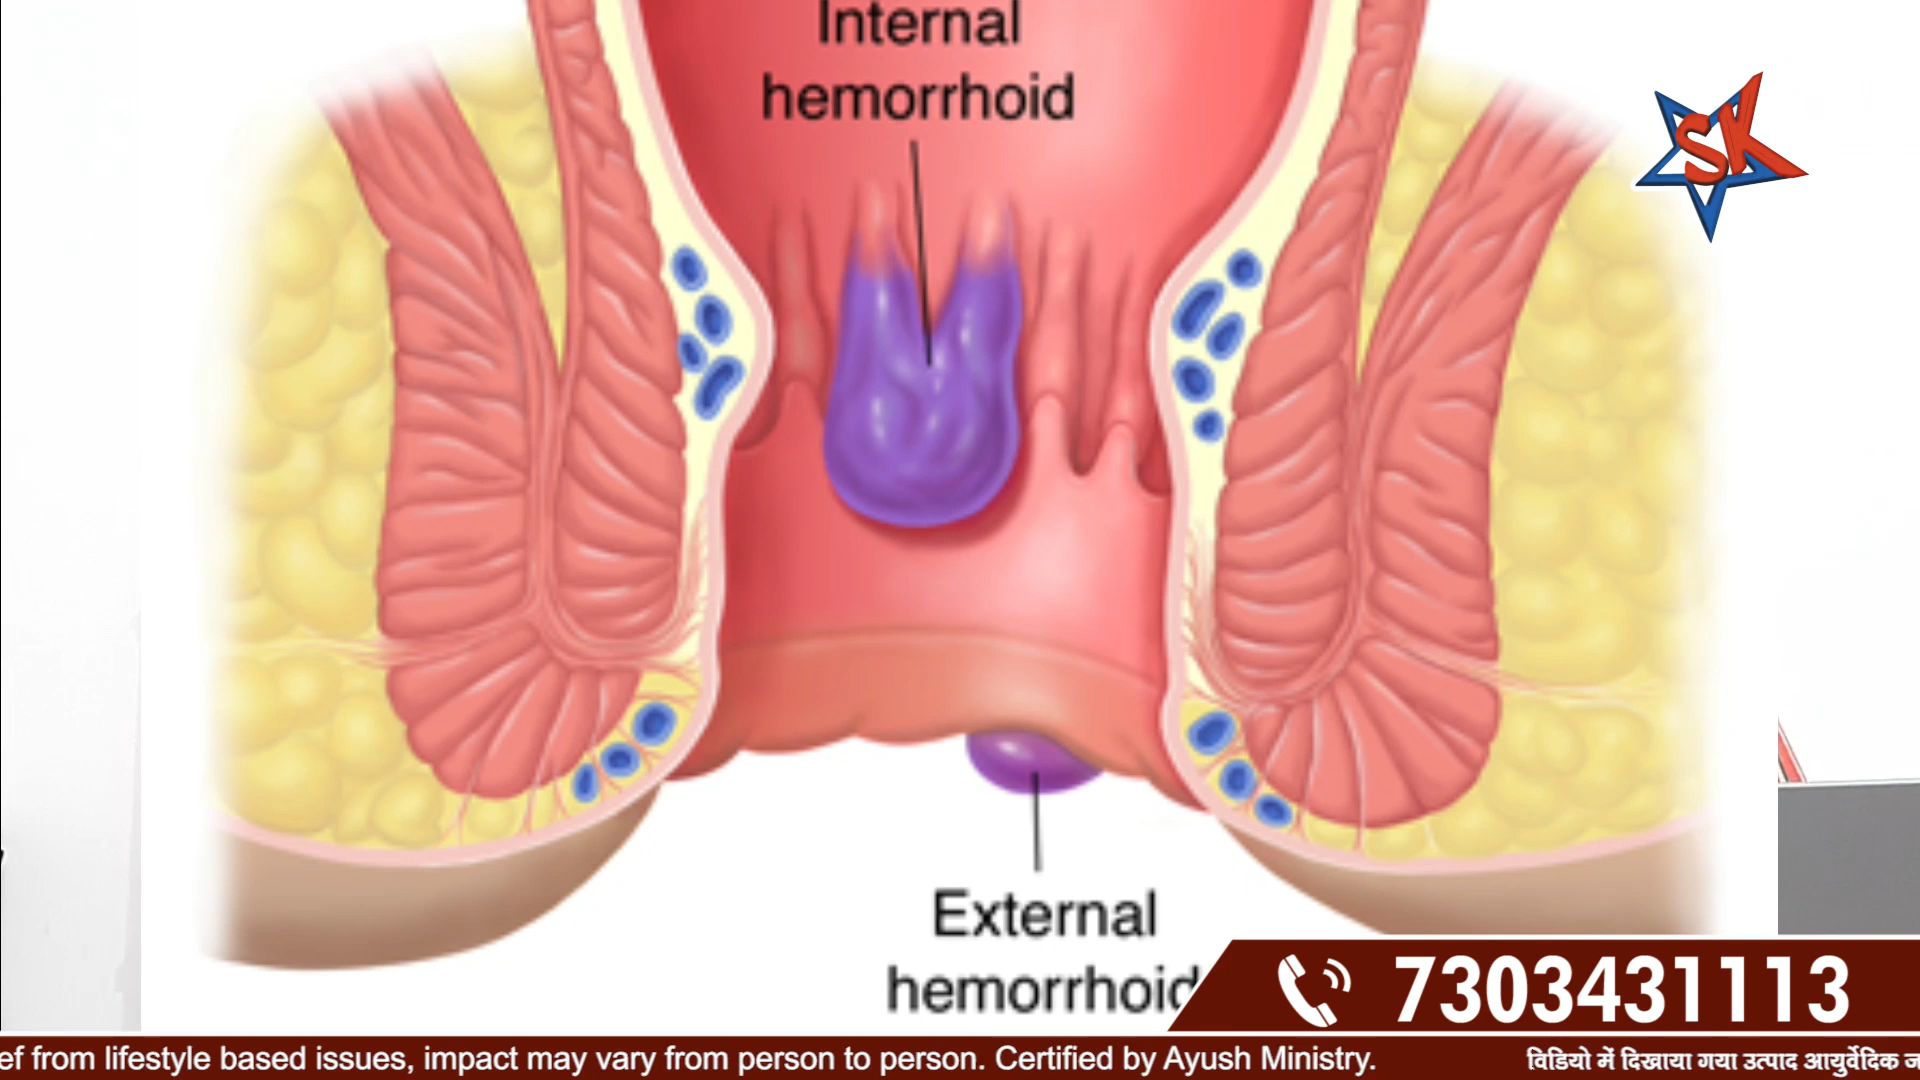 Internal
hemorrhoid
SK
External
hemorrhoid
7303431113
from lifestyle based issues, impact may vary from person to person. Certified by Ayush Ministry.
विडियो में दिखाया गया उत्पाद आयुर्वेदिक